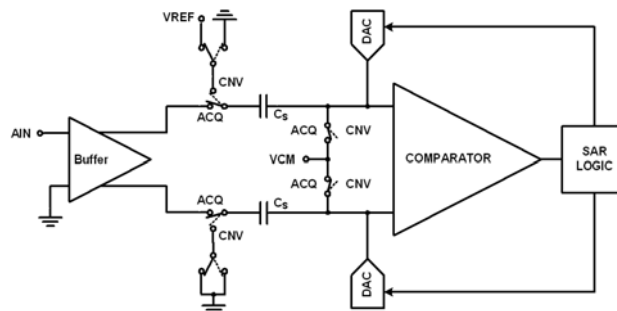 VREF
DAC
CNV
AIN
Buffer
ACQ
Cs
ACQ CNV
VCM
ACQ CNV
COMPARATOR
SAR
LOGIC
ACQ
Cs
CNV
DAC